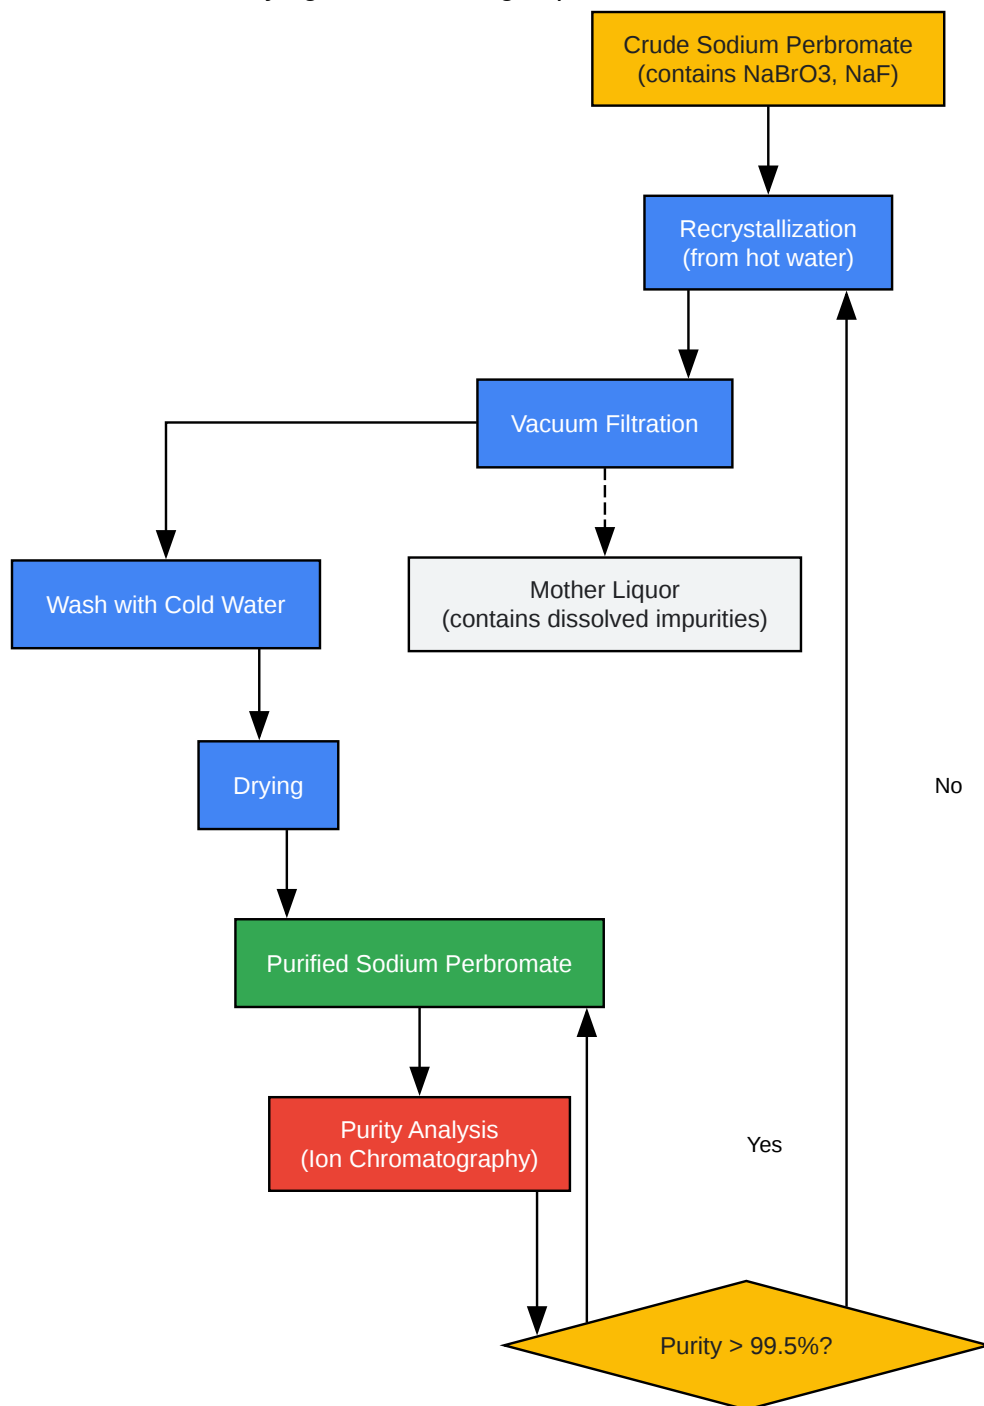 Crude Sodium Perbromate
(contains NaBrO3, NaF)
Recrystallization
(from hot water)
Vacuum Filtration
Wash with Cold Water
Mother Liquor
(contains dissolved impurities)
Drying
No
Purified Sodium Perbromate
Purity Analysis
(Ion Chromatography)
Yes
Purity > 99.5%?